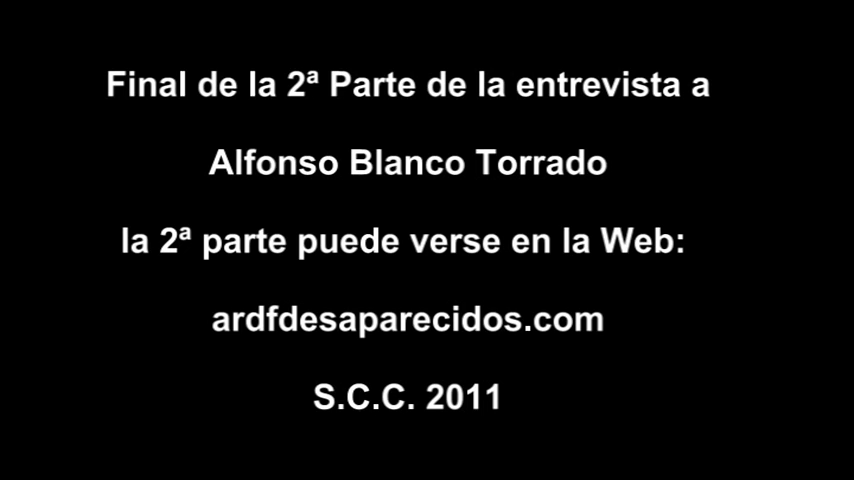 Final de la 2ª Parte de la entrevista a
Alfonso Blanco Torrado
la 2ª parte puede verse en la Web:
ardfdesaparecidos.com
S.C.C. 2011